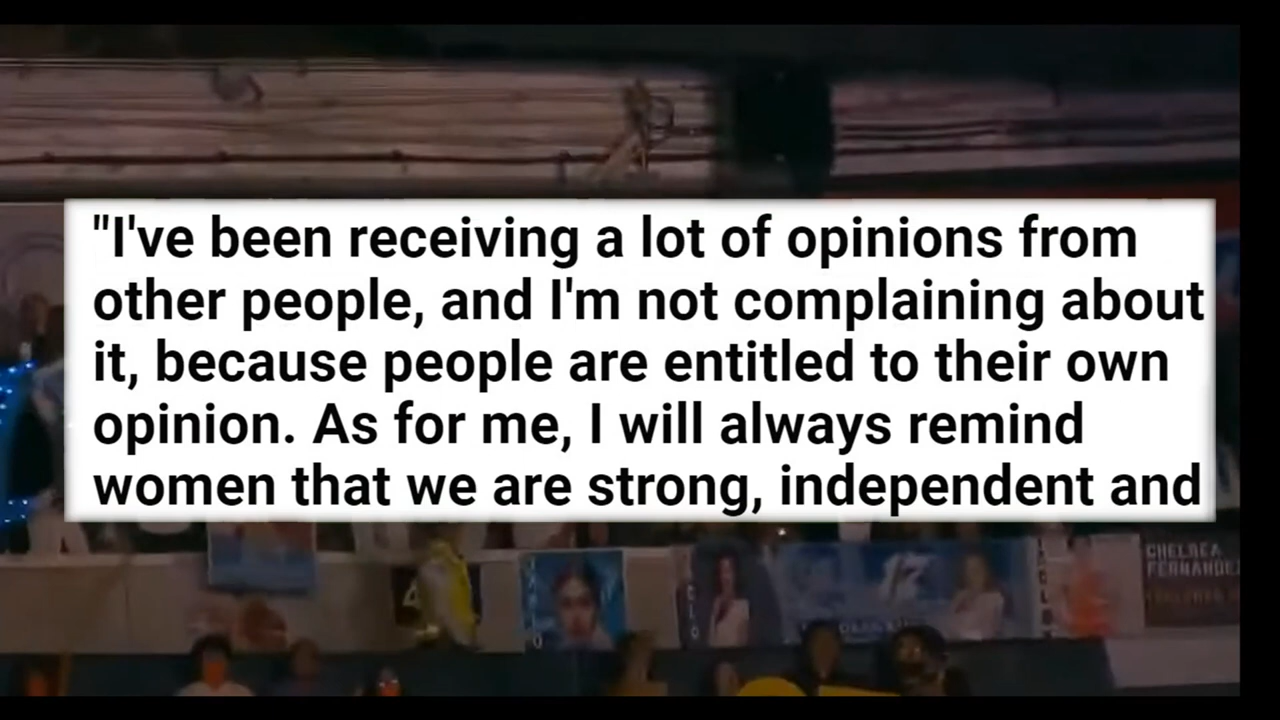 "I've been receiving a lot of opinions from
other people, and I'm not complaining about
it, because people are entitled to their own
opinion. As for me, I will always remind
women that we are strong, independent and
CHELSEA
FERNANDEZ